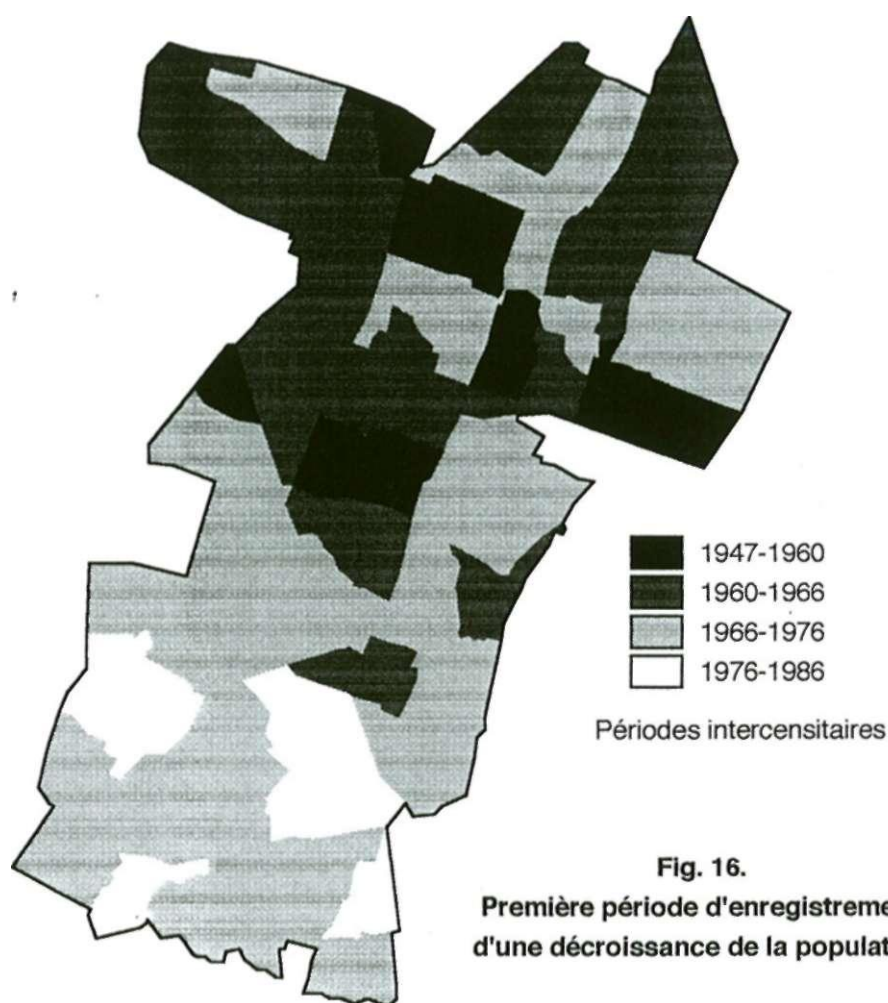 1947-1960
1960-1966
1966-1976
1976-1986
Périodes intercensitaires
Fig. 16.
Première période d'enregistreme
d'une décroissance de la populat